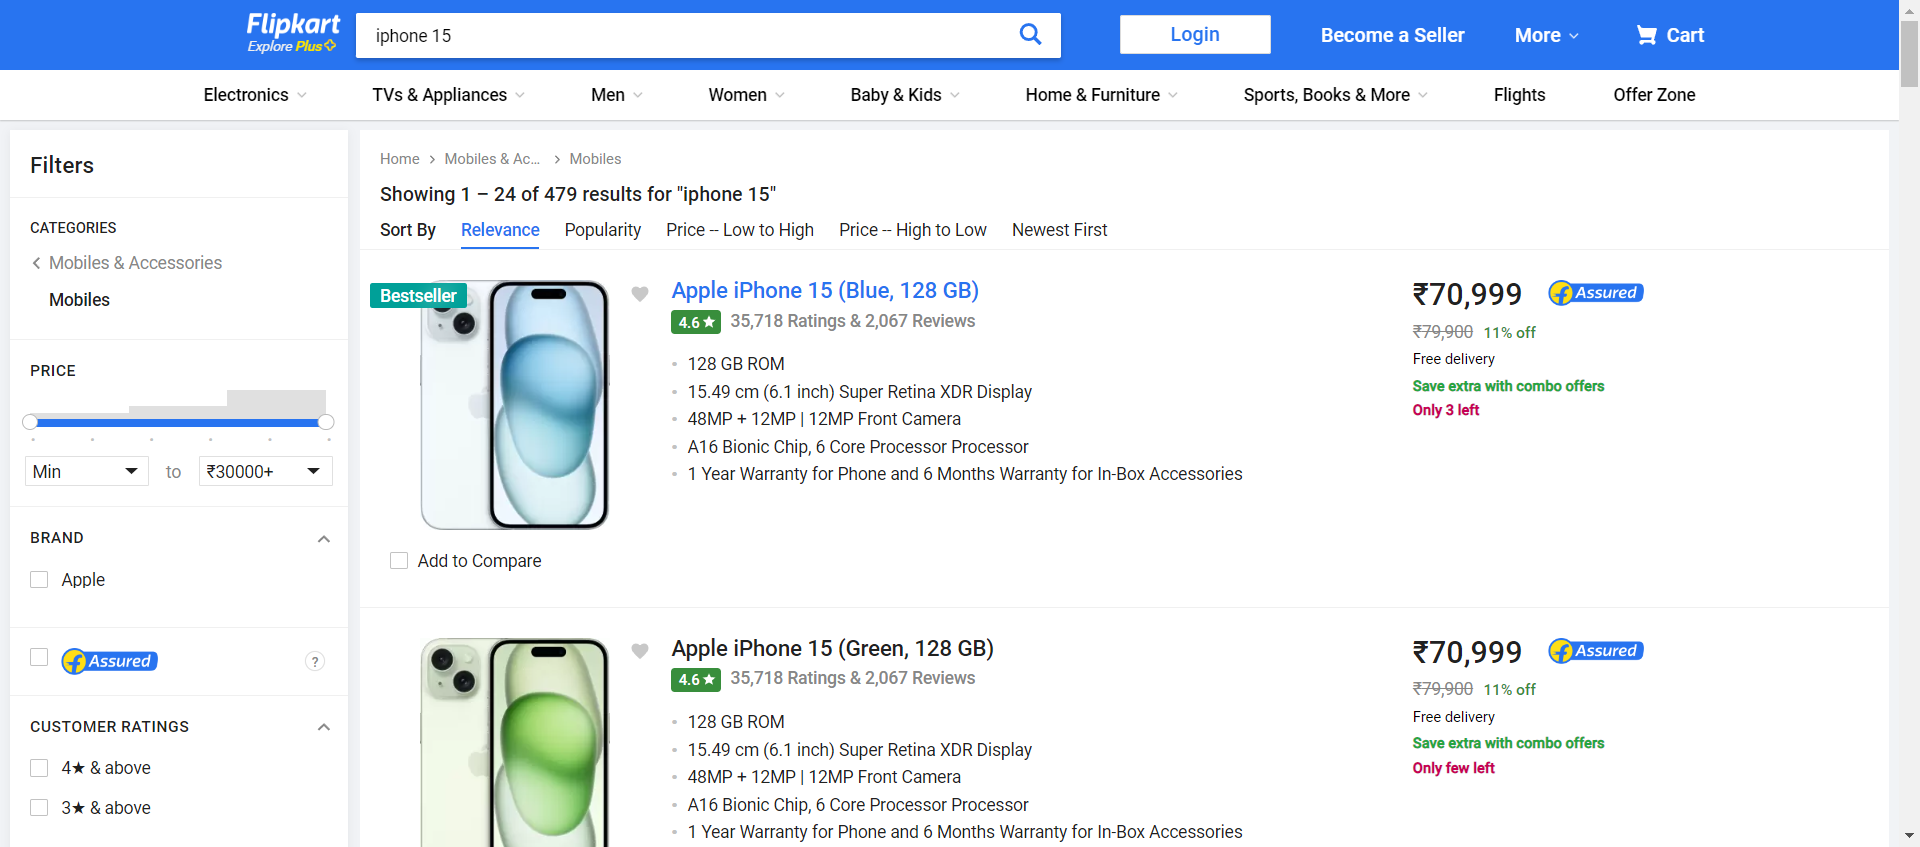 Flipkart
Explore Plus
iphone 15
Login
Become a Seller
More
Cart
Electronics
TVs & Appliances
Men
Women
Baby & Kids
Home & Furniture
Sports, Books & More
Flights
Offer Zone
Filters
CATEGORIES
Mobiles & Accessories
Mobiles
PRICE
Min
to
₹30000+
BRAND
Apple
Assured
?
CUSTOMER RATINGS
4★ & above
3★ & above
Home
Mobiles & Ac...
Mobiles
Showing 1 – 24 of 479 results for "iphone 15"
Sort By
Relevance
Popularity
Price -- Low to High
Price -- High to Low
Newest First
Bestseller
Apple iPhone 15 (Blue, 128 GB)
4.6★ 35,718 Ratings & 2,067 Reviews
128 GB ROM
15.49 cm (6.1 inch) Super Retina XDR Display
48MP + 12MP | 12MP Front Camera
A16 Bionic Chip, 6 Core Processor Processor
1 Year Warranty for Phone and 6 Months Warranty for In-Box Accessories
₹70,999
Assured
₹79,900 11% off
Free delivery
Save extra with combo offers
Only 3 left
Add to Compare
Apple iPhone 15 (Green, 128 GB)
4.6★ 35,718 Ratings & 2,067 Reviews
128 GB ROM
15.49 cm (6.1 inch) Super Retina XDR Display
48MP + 12MP | 12MP Front Camera
A16 Bionic Chip, 6 Core Processor Processor
1 Year Warranty for Phone and 6 Months Warranty for In-Box Accessories
₹70,999
Assured
₹79,900 11% off
Free delivery
Save extra with combo offers
Only few left